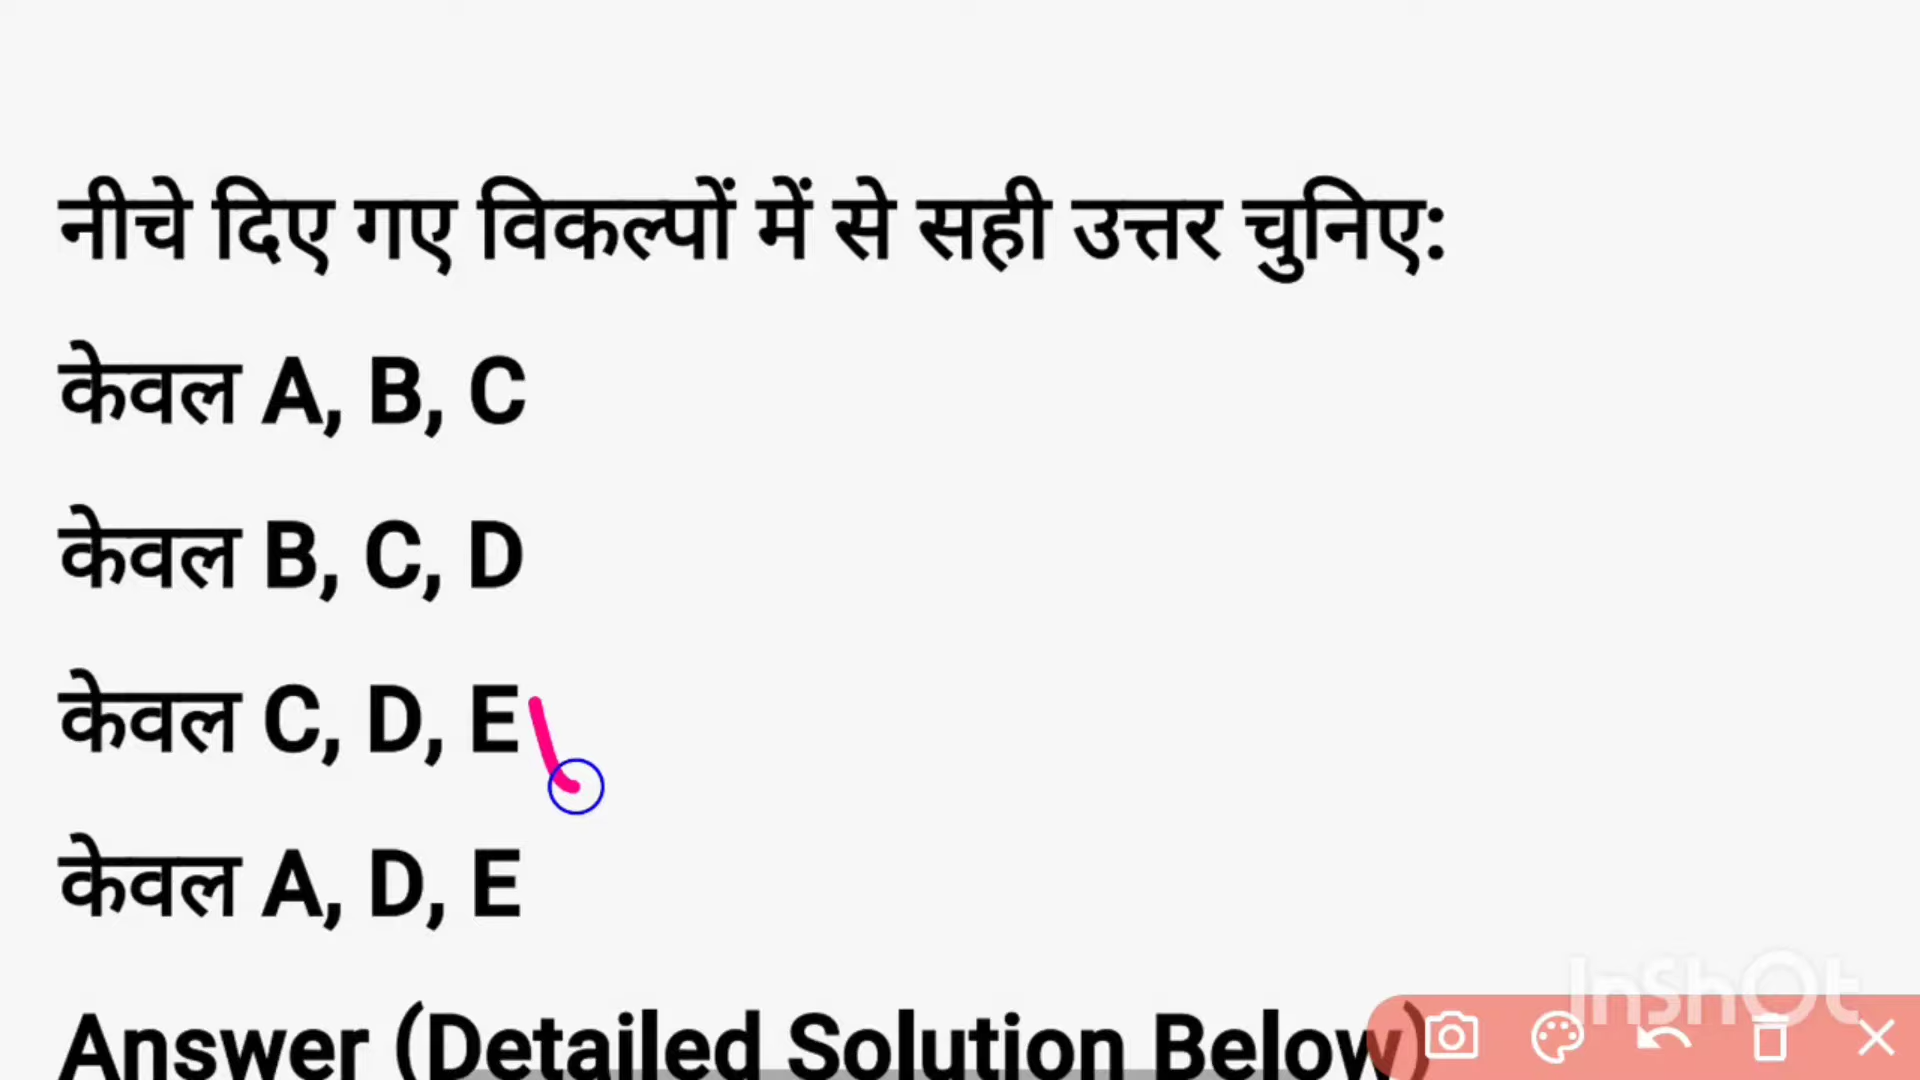 नीचे दिए गए विकल्पों में से सही उत्तर चुनिए:
केवल A, B, C
केवल B, C, D
केवल C, D, E
केवल A, D, E
Answer (Detailed Solution Below)
InShOt